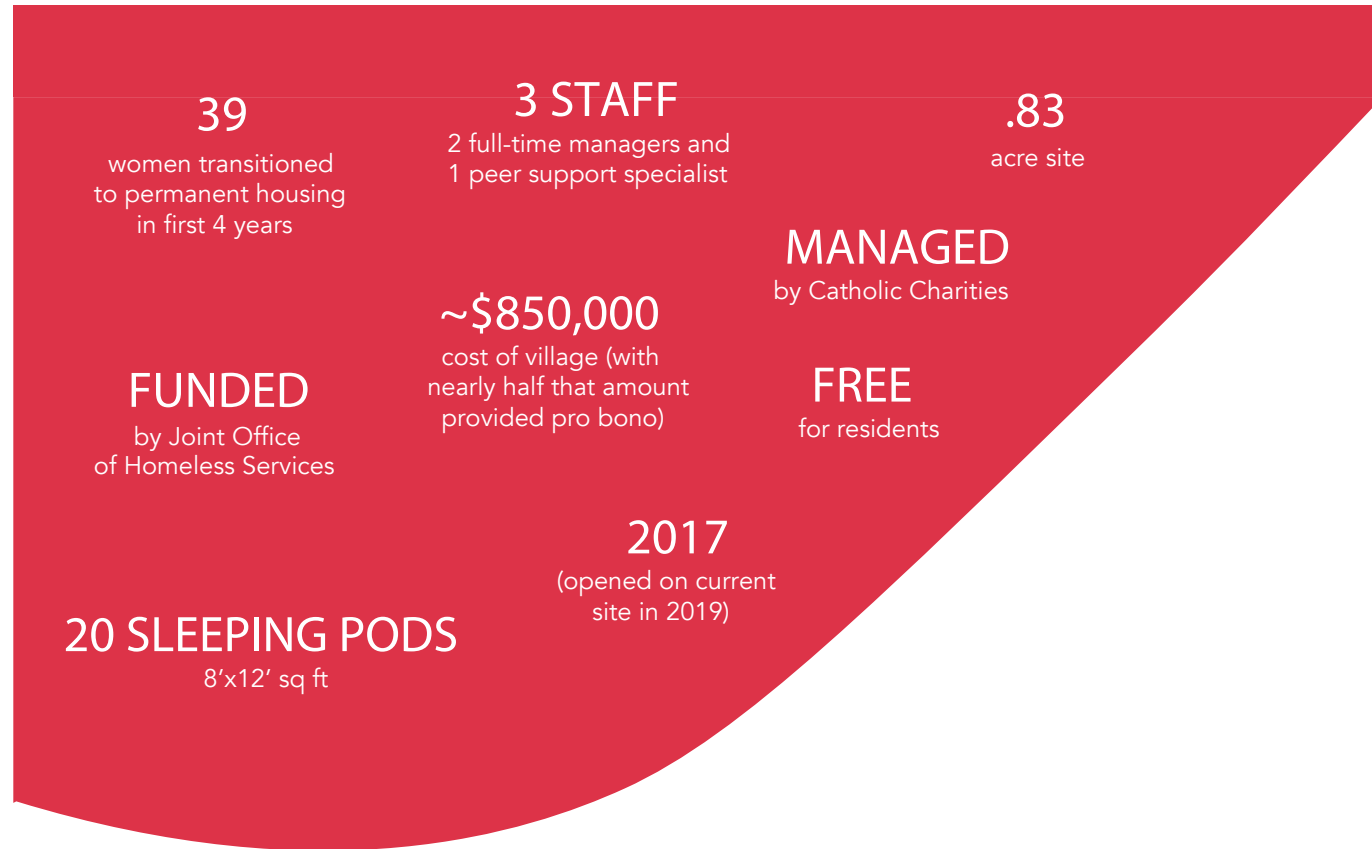 39
women transitioned
to permanent housing
in first 4 years
3 STAFF
2 full-time managers and
1 peer support specialist
.83
acre site
MANAGED
by Catholic Charities
~$850,000
cost of village (with
nearly half that amount
provided pro bono)
FUNDED
by Joint Office
of Homeless Services
FREE
for residents
2017
(opened on current
site in 2019)
20 SLEEPING PODS
8’x12’ sq ft